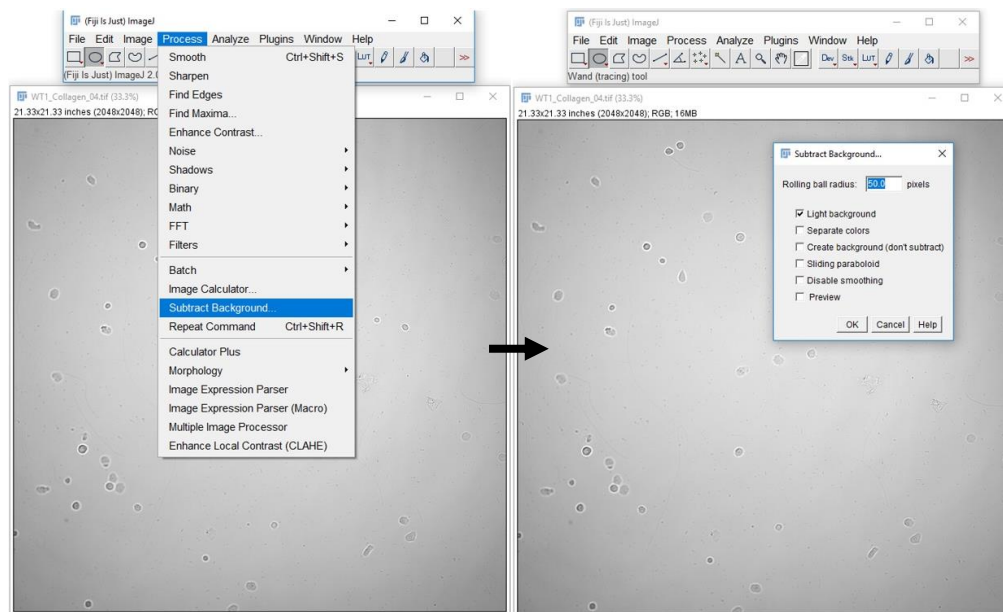 (Fiji Is Just) ImageJ
File Edit Image Process Analyze Plugins Window Help
LUT
(Fiji Is Just) ImageJ 2.0
Smooth Ctrl+Shift+S
Sharpen
Find Edges
Find Maxima...
Enhance Contrast...
Noise
Shadows
Binary
Math
FFT
Filters
Batch
Image Calculator...
Subtract Background...
Repeat Command Ctrl+Shift+R
Calculator Plus
Morphology
Image Expression Parser
Image Expression Parser (Macro)
Multiple Image Processor
Enhance Local Contrast (CLAHE)
WT1_Collagen_04.tif (33.3%)
21.33x21.33 inches (2048x2048); RG
(Fiji Is Just) ImageJ
File Edit Image Process Analyze Plugins Window Help
A Dev Stk LUT
Wand (tracing) tool
WT1_Collagen_04.tif (33.3%)
21.33x21.33 inches (2048x2048); RGB; 16MB
Subtract Background...
Rolling ball radius: 50.0 pixels
Light background
Separate colors
Create background (don't subtract)
Sliding paraboloid
Disable smoothing
Preview
OK Cancel Help